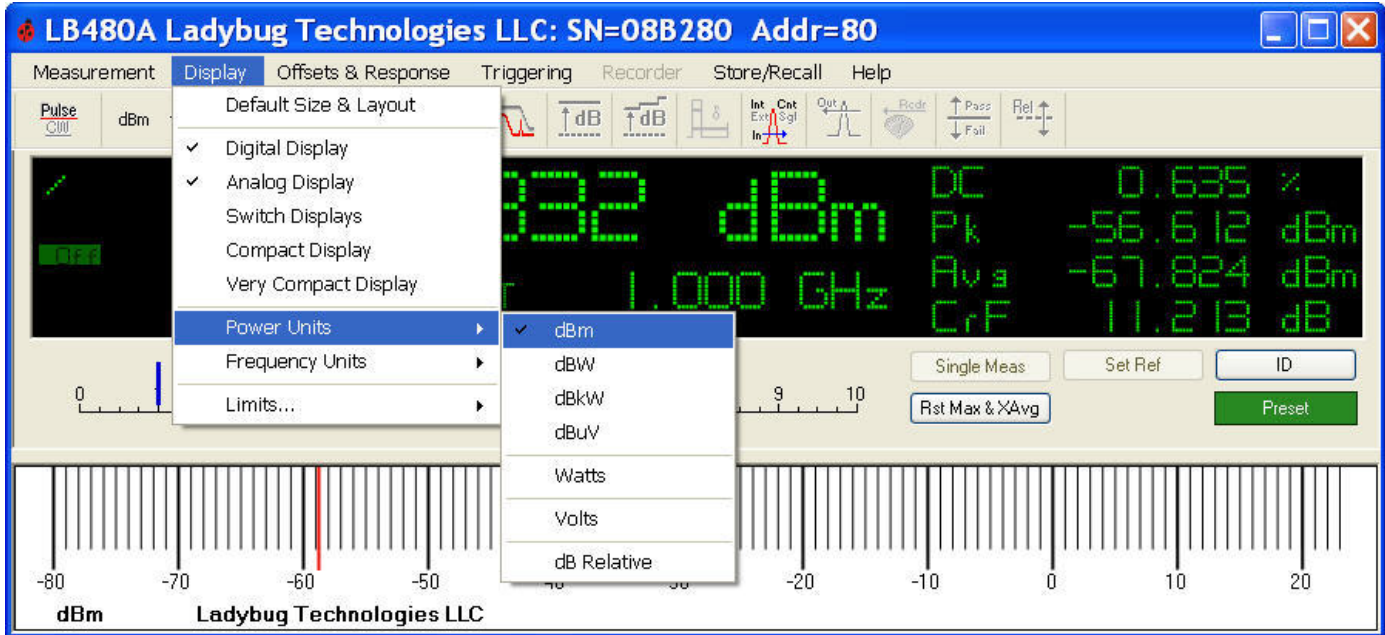 LB480A Ladybug Technologies LLC: SN=08B280 Addr=80
Measurement Display Offsets & Response Triggering Recorder Store/Recall Help
Pulse
CW
dBm
dB
dB
Int Cnt
Ext Sgl
In
Out
Rcdr
Pass
Fail
Rel
Default Size & Layout
Digital Display
Analog Display
Switch Displays
Compact Display
Very Compact Display
Power Units
Frequency Units
Limits...
dBm
dBW
dBkW
dBuV
Watts
Volts
dB Relative
Off
332 dBm
1.000 GHz
DC 0.635 %
Pk -56.612 dBm
Avg -67.824 dBm
CrF 11.213 dB
0 9 10
Single Meas Set Ref ID
Rst Max & XAvg Preset
-80 -70 -60 -50 -20 -10 0 10 20
dBm Ladybug Technologies LLC